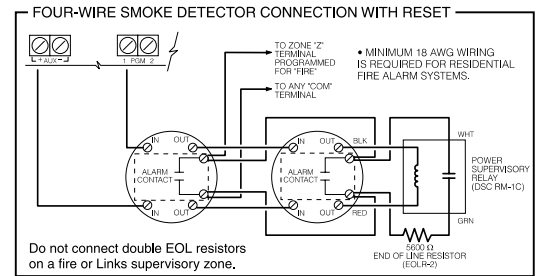 FOUR-WIRE SMOKE DETECTOR CONNECTION WITH RESET
+ AUX -
1 PGM 2
TO ZONE "Z"
TERMINAL
PROGRAMMED
FOR "FIRE"
TO ANY "COM"
TERMINAL
• MINIMUM 18 AWG WIRING
IS REQUIRED FOR RESIDENTIAL
FIRE ALARM SYSTEMS.
IN OUT
ALARM
CONTACT
IN OUT
IN OUT
ALARM
CONTACT
IN OUT
BLK
RED
WHT
GRN
POWER
SUPERVISORY
RELAY
(DSC RM-1C)
5600 Ω
END OF LINE RESISTOR
(EOLR-2)
Do not connect double EOL resistors
on a fire or Links supervisory zone.